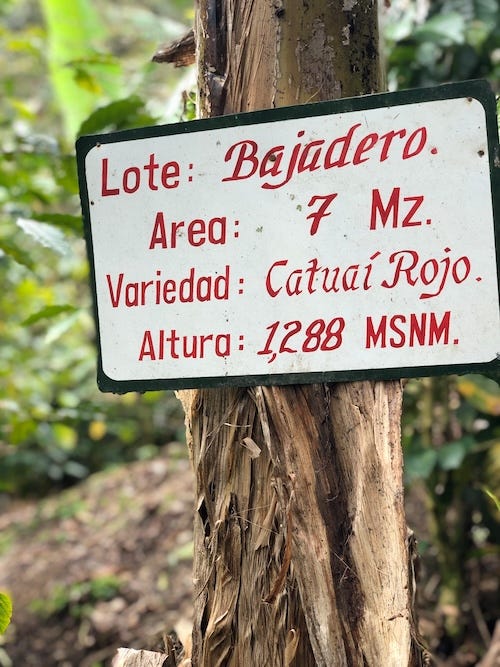 Lote: Bajadero.
Area: 7 Mz.
Variedad: Catuaí Rojo.
Altura: 1,288 MSNM.